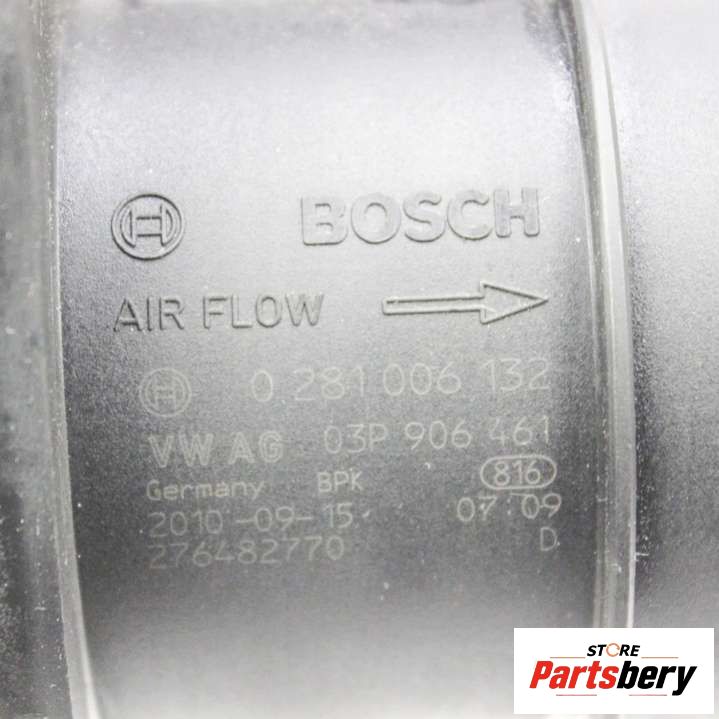 BOSCH
AIR FLOW
0 281 006 132
VW AG 03P 906 461
Germany BPK 816
2010-09-15 07:09
276482770 D
STORE
Partsbery